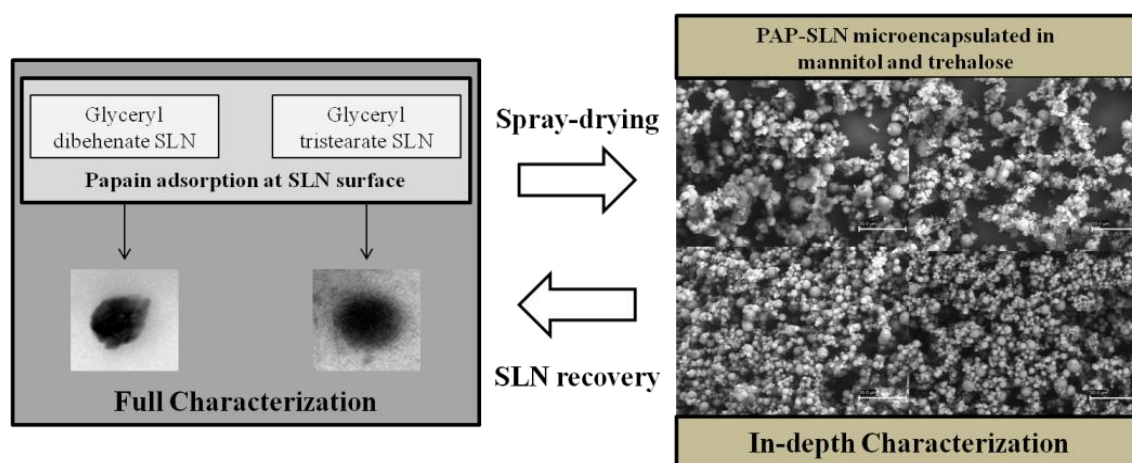 Glyceryl
dibehenate SLN
Glyceryl
tristearate SLN
Papain adsorption at SLN surface
Full Characterization
Spray-drying
SLN recovery
PAP-SLN microencapsulated in
mannitol and trehalose
In-depth Characterization